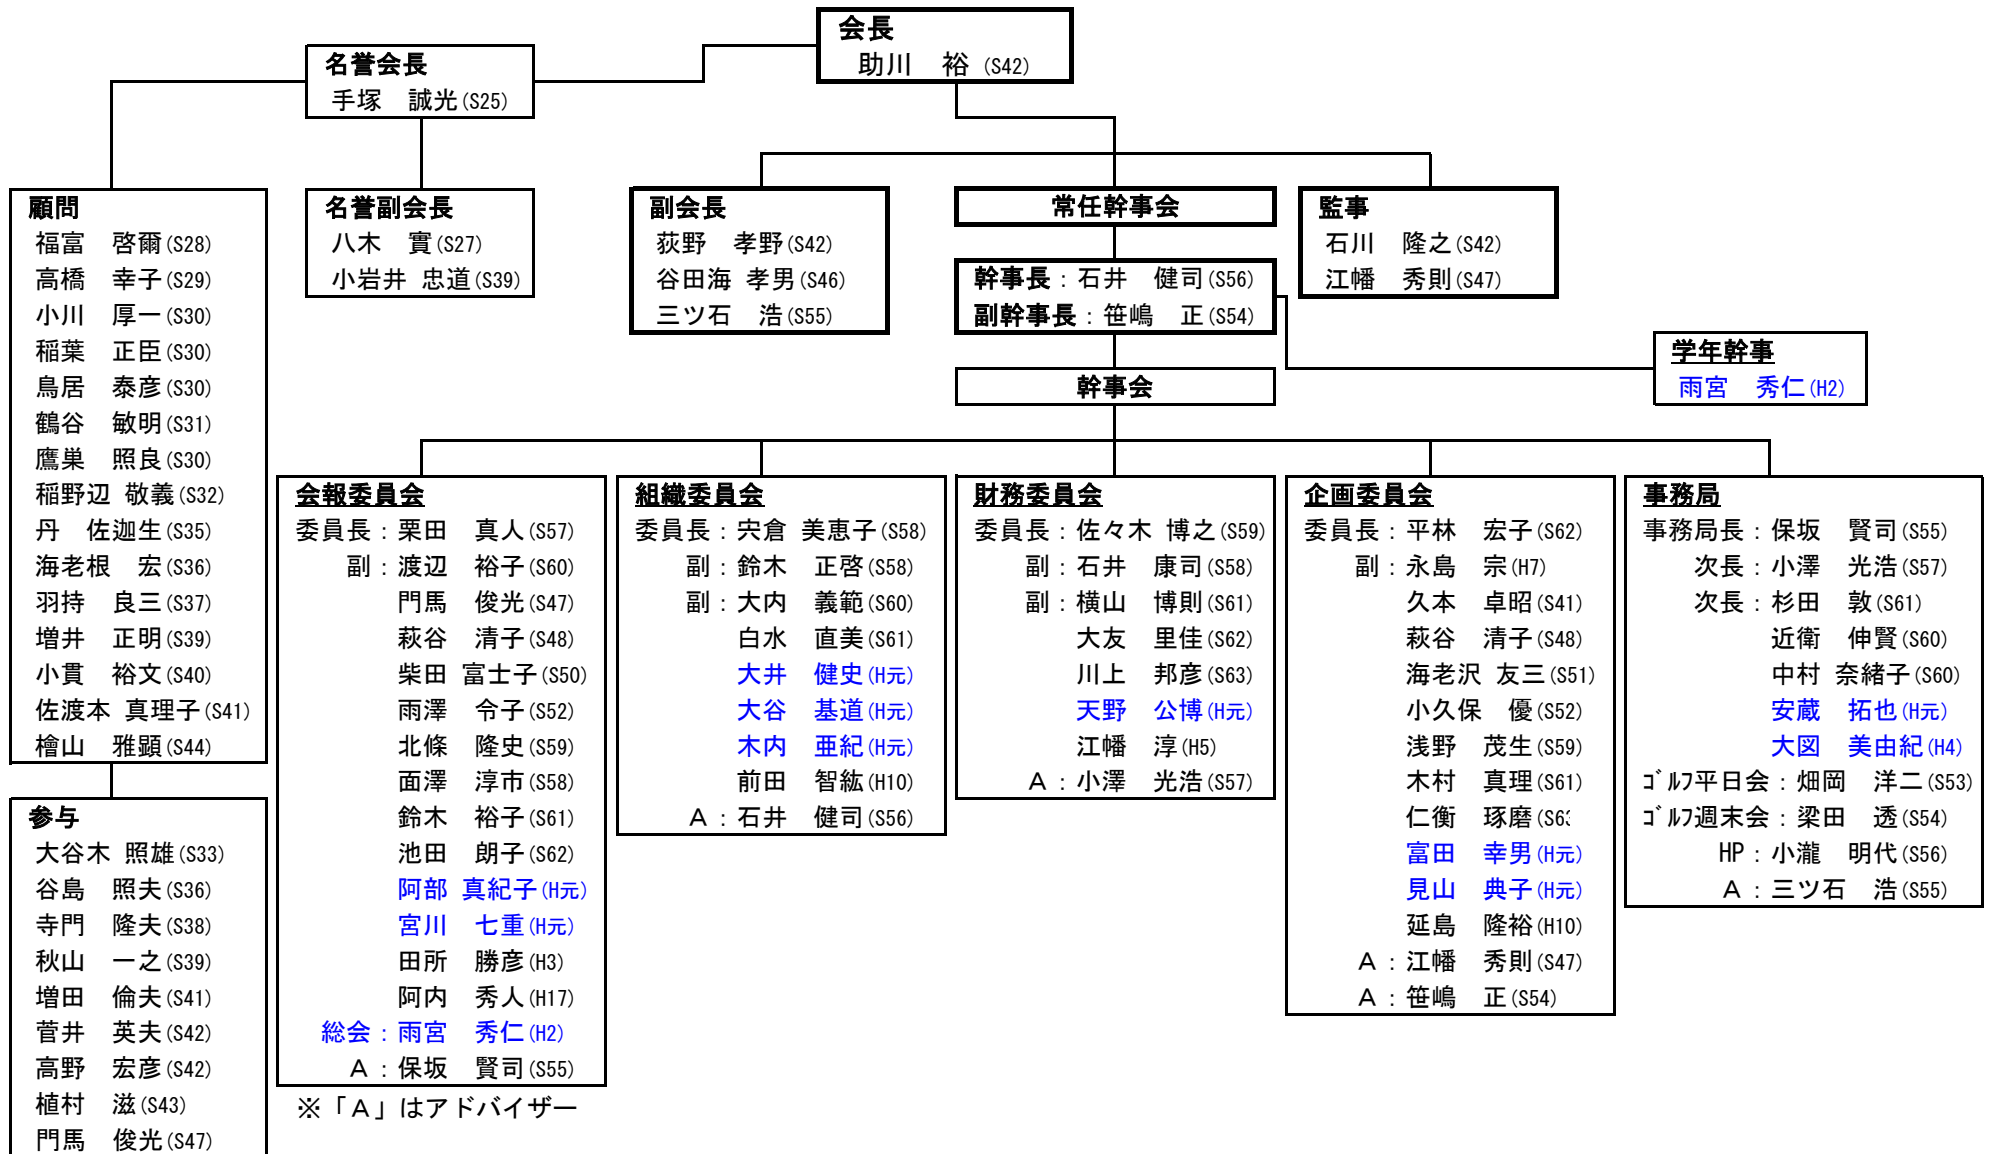 会長
助川　裕 (S42)
名誉会長
手塚　誠光(S25)
顧問
福富　啓爾(S28)
高橋　幸子(S29)
小川　厚一(S30)
稲葉　正臣(S30)
鳥居　泰彦(S30)
鶴谷　敏明(S31)
鷹巣　照良(S30)
稲野辺 敬義(S32)
丹　佐迦生(S35)
海老根　宏(S36)
羽持　良三(S37)
増井　正明(S39)
小貫　裕文(S40)
佐渡本 真理子(S41)
檜山　雅顕(S44)
参与
大谷木 照雄(S33)
谷島　照夫(S36)
寺門　隆夫(S38)
秋山　一之(S39)
増田　倫夫(S41)
菅井　英夫(S42)
高野　宏彦(S42)
植村　滋(S43)
門馬　俊光(S47)
名誉副会長
八木　實(S27)
小岩井 忠道(S39)
副会長
荻野　孝野(S42)
谷田海 孝男(S46)
三ツ石　浩(S55)
常任幹事会
幹事長：石井　健司(S56)
副幹事長：笹嶋　正(S54)
監事
石川　隆之(S42)
江幡　秀則(S47)
学年幹事
雨宮　秀仁(H2)
幹事会
会報委員会
委員長：栗田　真人(S57)
副：渡辺　裕子(S60)
門馬　俊光(S47)
萩谷　清子(S48)
柴田 富士子(S50)
雨澤　令子(S52)
北條　隆史(S59)
面澤　淳市(S58)
鈴木　裕子(S61)
池田　朗子(S62)
阿部 真紀子(H元)
宮川　七重(H元)
田所　勝彦(H3)
阿内　秀人(H17)
総会：雨宮　秀仁(H2)
Ａ：保坂　賢司(S55)
※「Ａ」はアドバイザー
組織委員会
委員長：宍倉 美恵子(S58)
副：鈴木　正啓(S58)
副：大内　義範(S60)
白水　直美(S61)
大井　健史(H元)
大谷　基道(H元)
木内　亜紀(H元)
前田　智紘(H10)
Ａ：石井　健司(S56)
財務委員会
委員長：佐々木 博之(S59)
副：石井　康司(S58)
副：横山　博則(S61)
大友　里佳(S62)
川上　邦彦(S63)
天野　公博(H元)
江幡　淳(H5)
Ａ：小澤　光浩(S57)
企画委員会
委員長：平林　宏子(S62)
副：永島　宗(H7)
久本　卓昭(S41)
萩谷　清子(S48)
海老沢 友三(S51)
小久保　優(S52)
浅野　茂生(S59)
木村　真理(S61)
仁衡　琢磨(S6
富田　幸男(H元)
見山　典子(H元)
延島　隆裕(H10)
Ａ：江幡　秀則(S47)
Ａ：笹嶋　正(S54)
事務局
事務局長：保坂　賢司(S55)
次長：小澤　光浩(S57)
次長：杉田　敦(S61)
近衛　伸賢(S60)
中村 奈緒子(S60)
安蔵　拓也(H元)
大図　美由紀(H4)
ｺﾞﾙﾌ平日会：畑岡　洋二(S53)
ｺﾞﾙﾌ週末会：梁田　透(S54)
HP：小瀧　明代(S56)
Ａ：三ツ石　浩(S55)